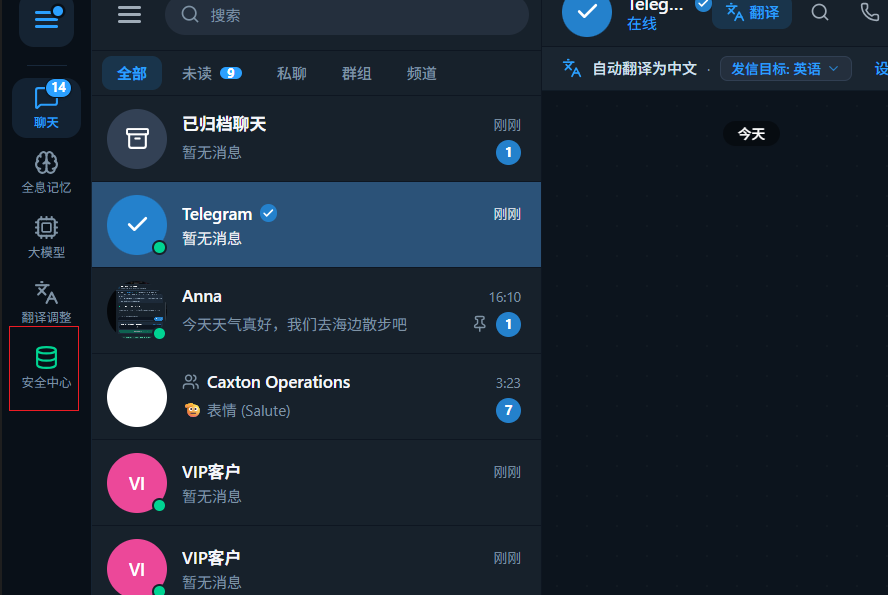 搜索
Teleg...
在线
翻译
全部
未读 9
私聊
群组
频道
自动翻译为中文 · 发信目标: 英语
设
14
聊天
全息记忆
大模型
翻译调整
安全中心
已归档聊天
刚刚
暂无消息
1
Telegram
刚刚
暂无消息
Anna
16:10
今天天气真好，我们去海边散步吧
1
Caxton Operations
3:23
表情 (Salute)
7
VI
VIP客户
刚刚
暂无消息
VI
VIP客户
刚刚
暂无消息
今天